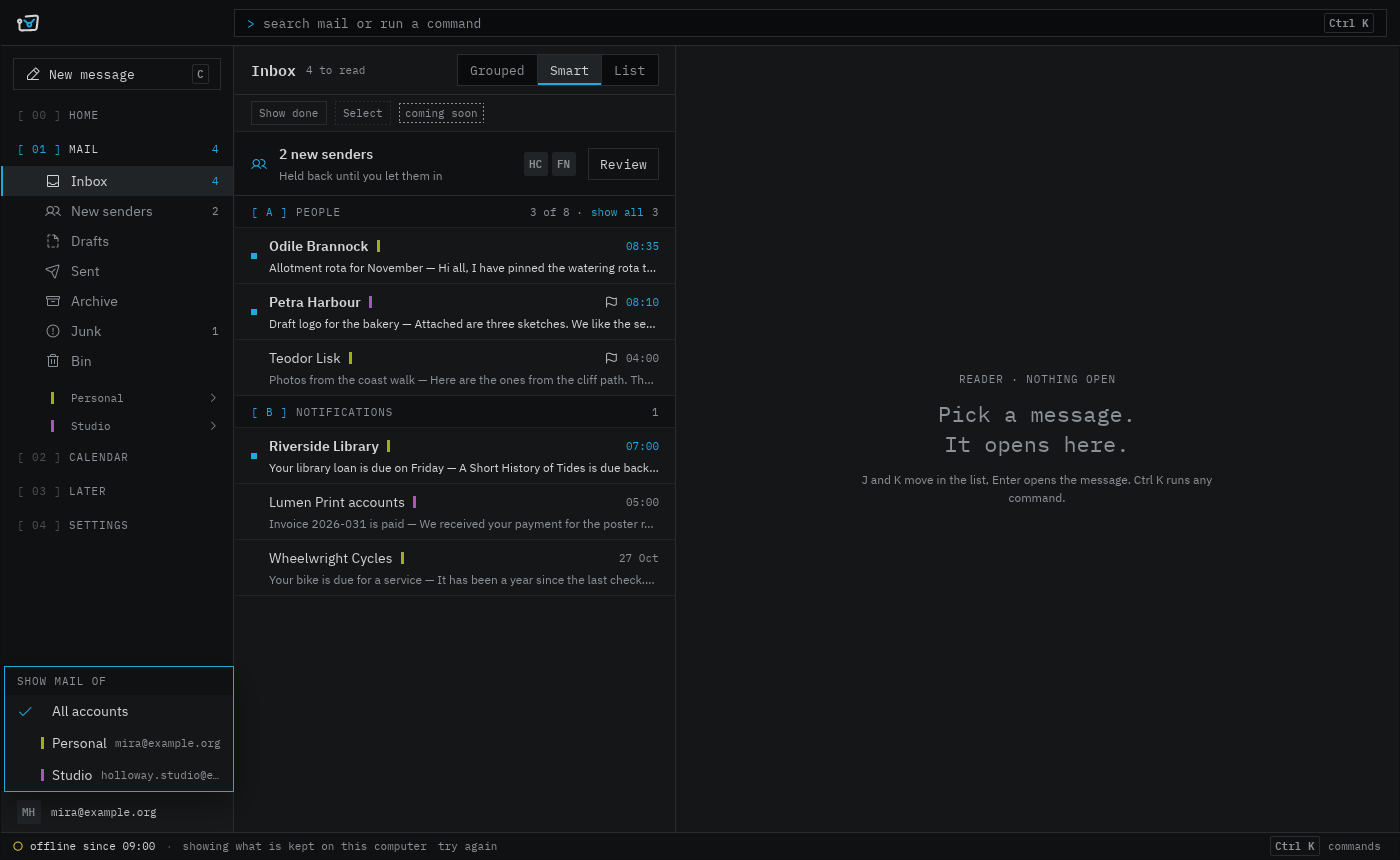 > search mail or run a command Ctrl K
New message C
[ 00 ] HOME
[ 01 ] MAIL 4
Inbox 4
New senders 2
Drafts
Sent
Archive
Junk 1
Bin
Personal
Studio
[ 02 ] CALENDAR
[ 03 ] LATER
[ 04 ] SETTINGS
SHOW MAIL OF
All accounts
Personal mira@example.org
Studio holloway.studio@e…
MH mira@example.org
Inbox 4 to read Grouped Smart List
Show done Select coming soon
2 new senders
Held back until you let them in
HC FN Review
[ A ] PEOPLE 3 of 8 · show all 3
Odile Brannock 08:35
Allotment rota for November — Hi all, I have pinned the watering rota t…
Petra Harbour 08:10
Draft logo for the bakery — Attached are three sketches. We like the se…
Teodor Lisk 04:00
Photos from the coast walk — Here are the ones from the cliff path. Th…
[ B ] NOTIFICATIONS 1
Riverside Library 07:00
Your library loan is due on Friday — A Short History of Tides is due back…
Lumen Print accounts 05:00
Invoice 2026-031 is paid — We received your payment for the poster r…
Wheelwright Cycles 27 Oct
Your bike is due for a service — It has been a year since the last check.…
READER · NOTHING OPEN
Pick a message.
It opens here.
J and K move in the list, Enter opens the message. Ctrl K runs any
command.
offline since 09:00 · showing what is kept on this computer try again Ctrl K commands